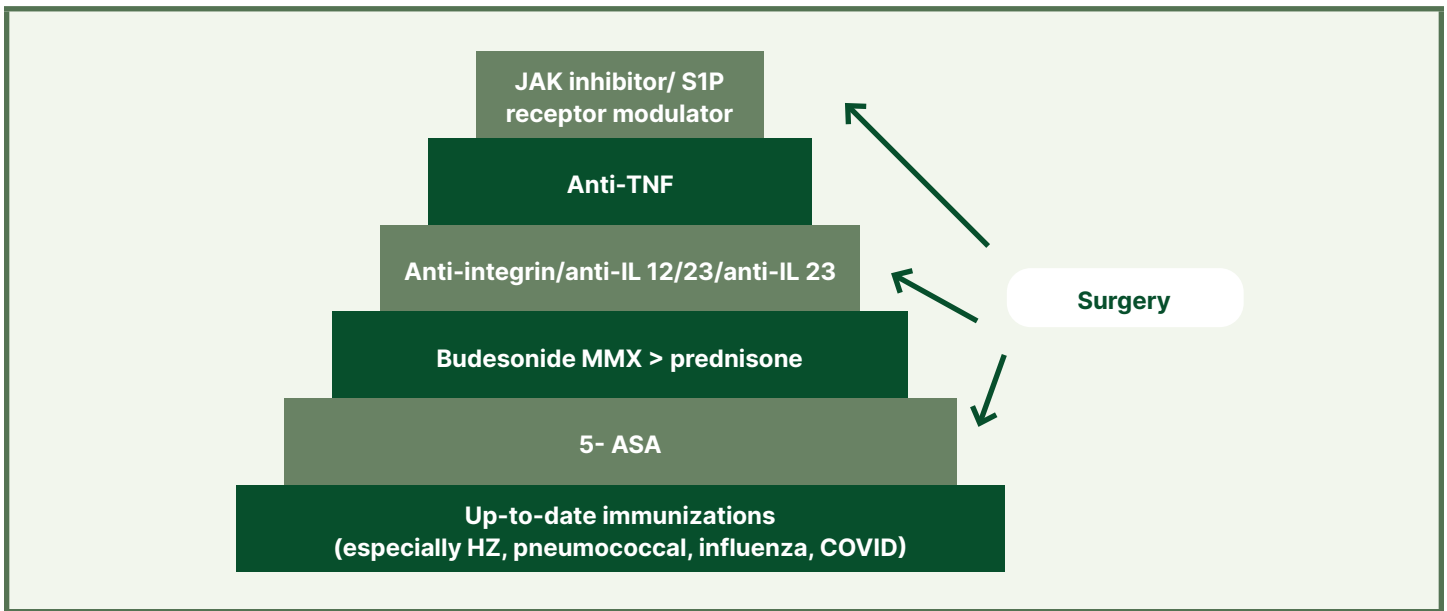 JAK inhibitor/ S1P
receptor modulator
Anti-TNF
Anti-integrin/anti-IL 12/23/anti-IL 23
Surgery
Budesonide MMX > prednisone
5- ASA
Up-to-date immunizations
(especially HZ, pneumococcal, influenza, COVID)